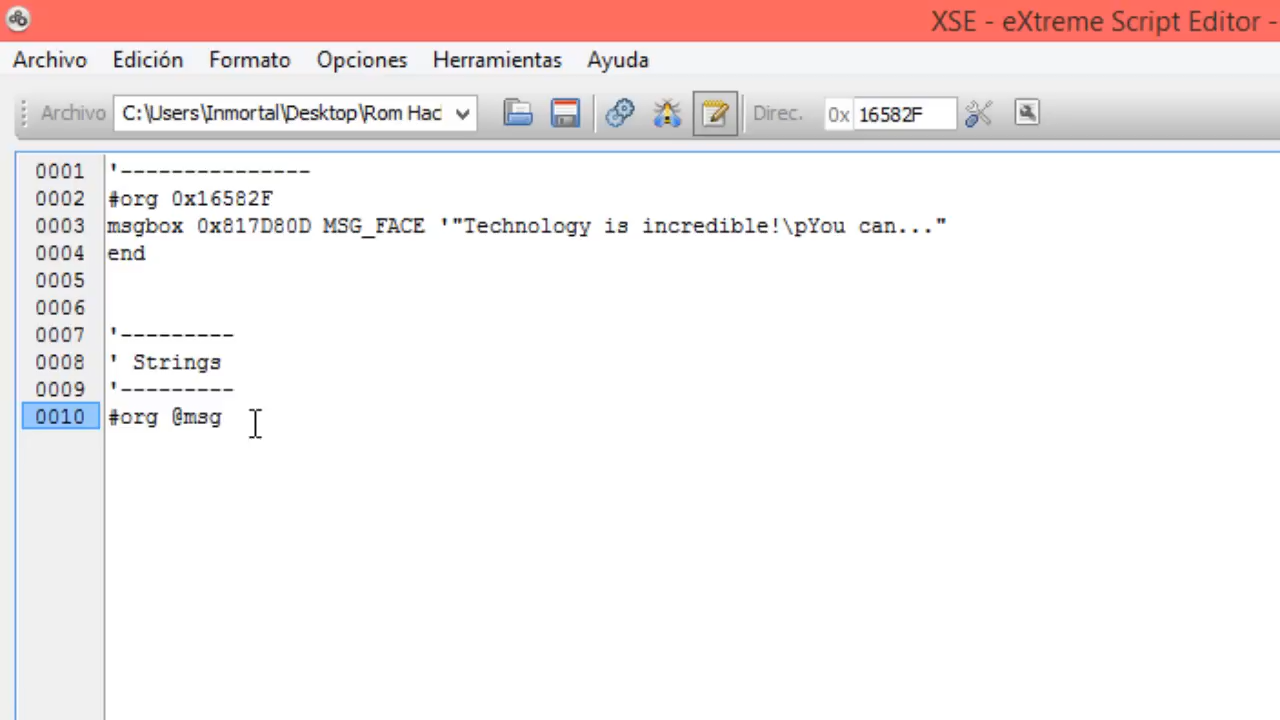 XSE - eXtreme Script Editor -
Archivo Edición Formato Opciones Herramientas Ayuda
Archivo C:\Users\Inmortal\Desktop\Rom Hac Direc. 0x 16582F
0001 '---------------
0002 #org 0x16582F
0003 msgbox 0x817D80D MSG_FACE '"Technology is incredible!\pYou can..."
0004 end
0005
0006
0007 '---------
0008 ' Strings
0009 '---------
0010 #org @msg